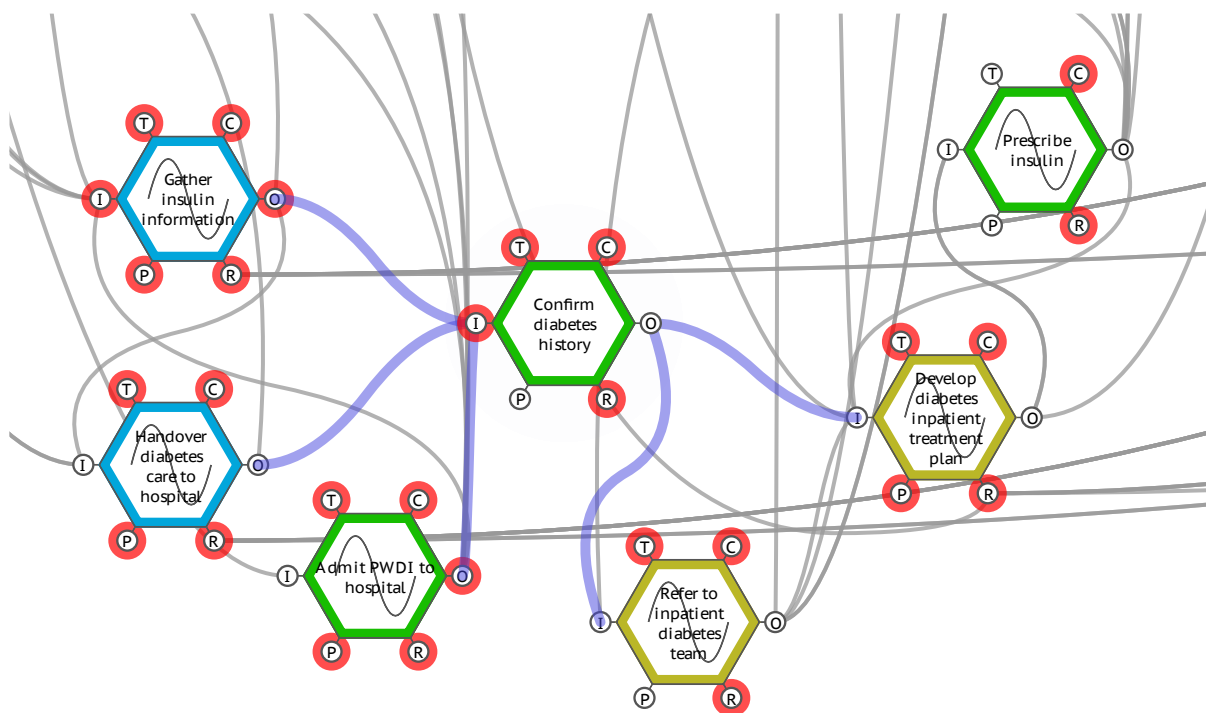 T C
Prescribe
insulin
I O
P R
T C
Gather
insulin
information
I O
P R
T C
Confirm
diabetes
history
I O
P R
T C
Develop
diabetes
inpatient
treatment
plan
I O
P R
T C
Handover
diabetes
care to
hospital
I O
P R
T C
Admit PWDI to
hospital
I O
P R
T C
Refer to
inpatient
diabetes
team
I O
P R